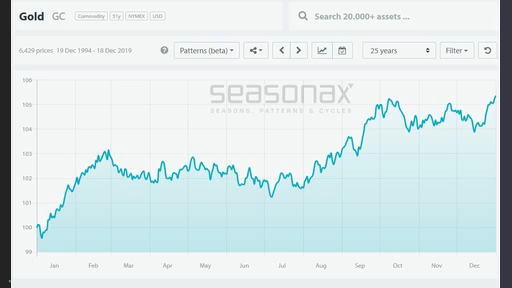 Gold GC Commodity 51y NYMEX USD
Search 20,000+ assets ...
6,429 prices 19 Dec 1994 - 18 Dec 2019
Patterns (beta)
25 years
Filter
seasonax
SEASONS, PATTERNS & CYCLES
106
105
104
103
102
101
100
99
Jan Feb Mar Apr May Jun Jul Aug Sep Oct Nov Dec